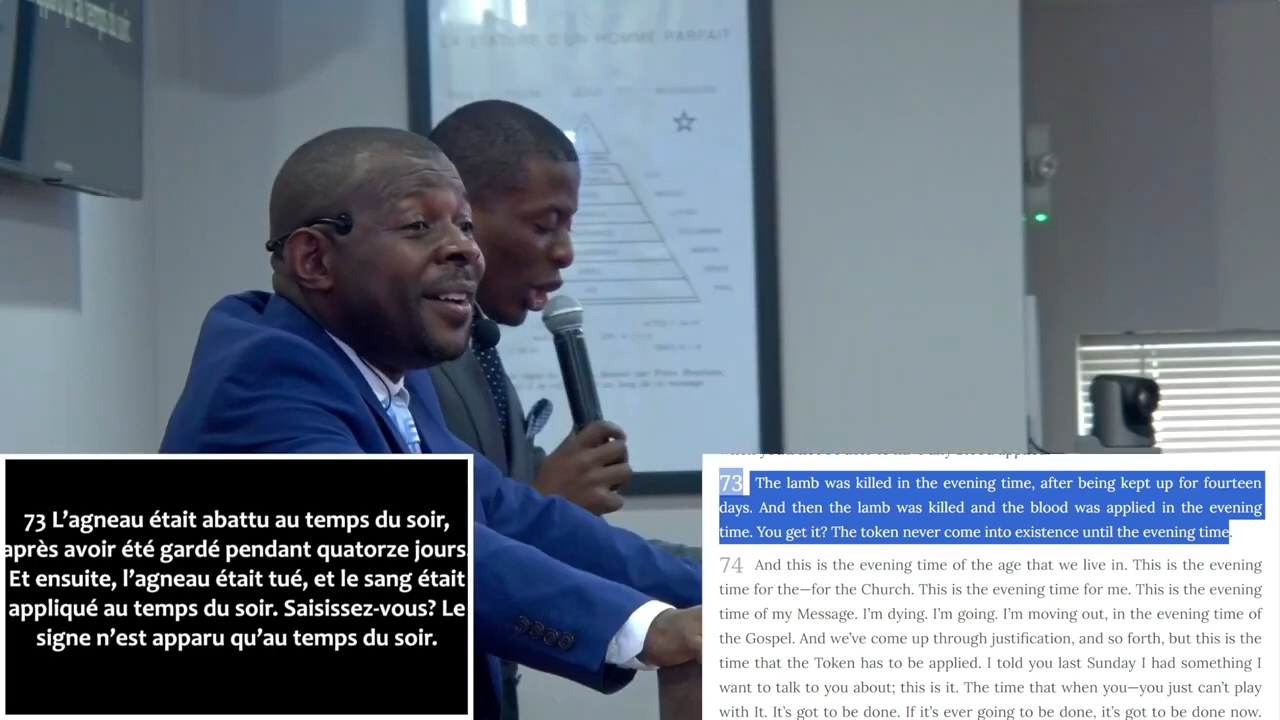 LA STATURE D'UN HOMME PARFAIT
73 L'agneau était abattu au temps du soir,
après avoir été gardé pendant quatorze jours.
Et ensuite, l'agneau était tué, et le sang était
appliqué au temps du soir. Saisissez-vous? Le
signe n'est apparu qu'au temps du soir.
73 The lamb was killed in the evening time, after being kept up for fourteen
days. And then the lamb was killed and the blood was applied in the evening
time. You get it? The token never come into existence until the evening time.
74 And this is the evening time of the age that we live in. This is the evening
time for the—for the Church. This is the evening time for me. This is the evening
time of my Message. I'm dying. I'm going. I'm moving out, in the evening time of
the Gospel. And we've come up through justification, and so forth, but this is the
time that the Token has to be applied. I told you last Sunday I had something I
want to talk to you about; this is it. The time that when you—you just can't play
with It. It's got to be done. If it's ever going to be done, it's got to be done now.